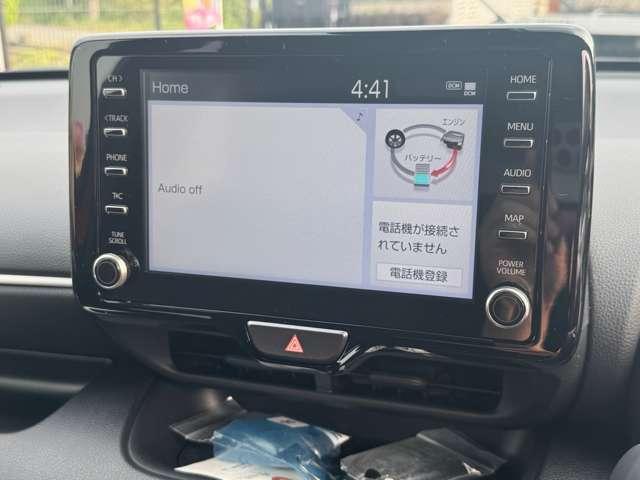 CH>
<TRACK
PHONE
TUNE
SCROLL
Home
4:41
DCM
DCM
Audio off
エンジン
バッテリー
電話機が接続さ
れていません
電話機登録
HOME
MENU
AUDIO
MAP
POWER
VOLUME